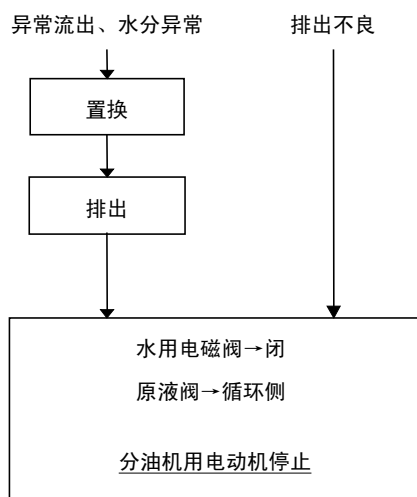 异常流出、水分异常
排出不良
置换
排出
水用电磁阀→闭
原液阀→循环侧
分油机用电动机停止